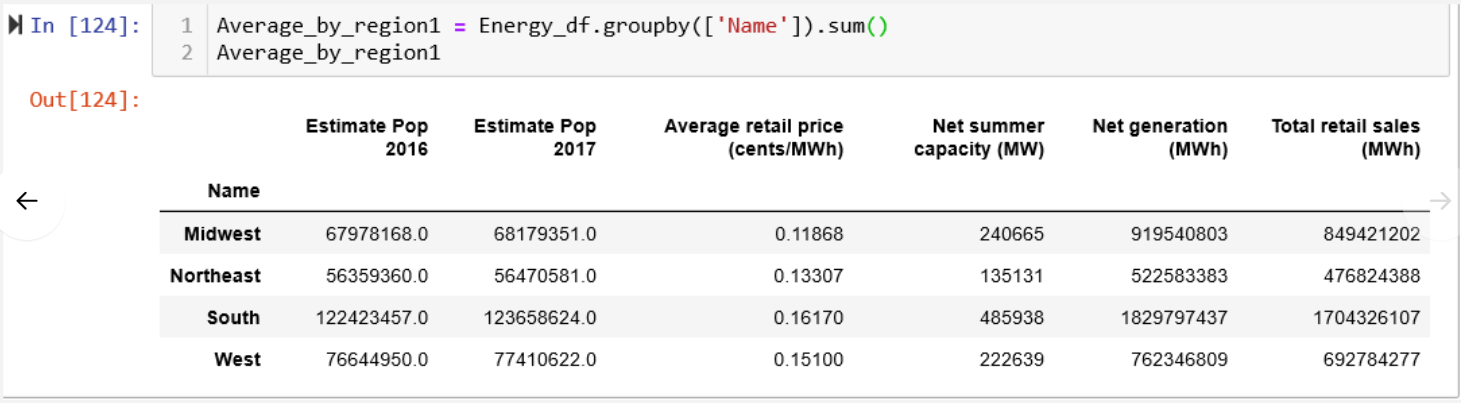 In [124]:
1 Average_by_region1 = Energy_df.groupby(['Name']).sum()
2 Average_by_region1
Out[124]:
Estimate Pop 2016 Estimate Pop 2017 Average retail price (cents/MWh) Net summer capacity (MW) Net generation (MWh) Total retail sales (MWh)
Name
Midwest 67978168.0 68179351.0 0.11868 240665 919540803 849421202
Northeast 56359360.0 56470581.0 0.13307 135131 522583383 476824388
South 122423457.0 123658624.0 0.16170 485938 1829797437 1704326107
West 76644950.0 77410622.0 0.15100 222639 762346809 692784277